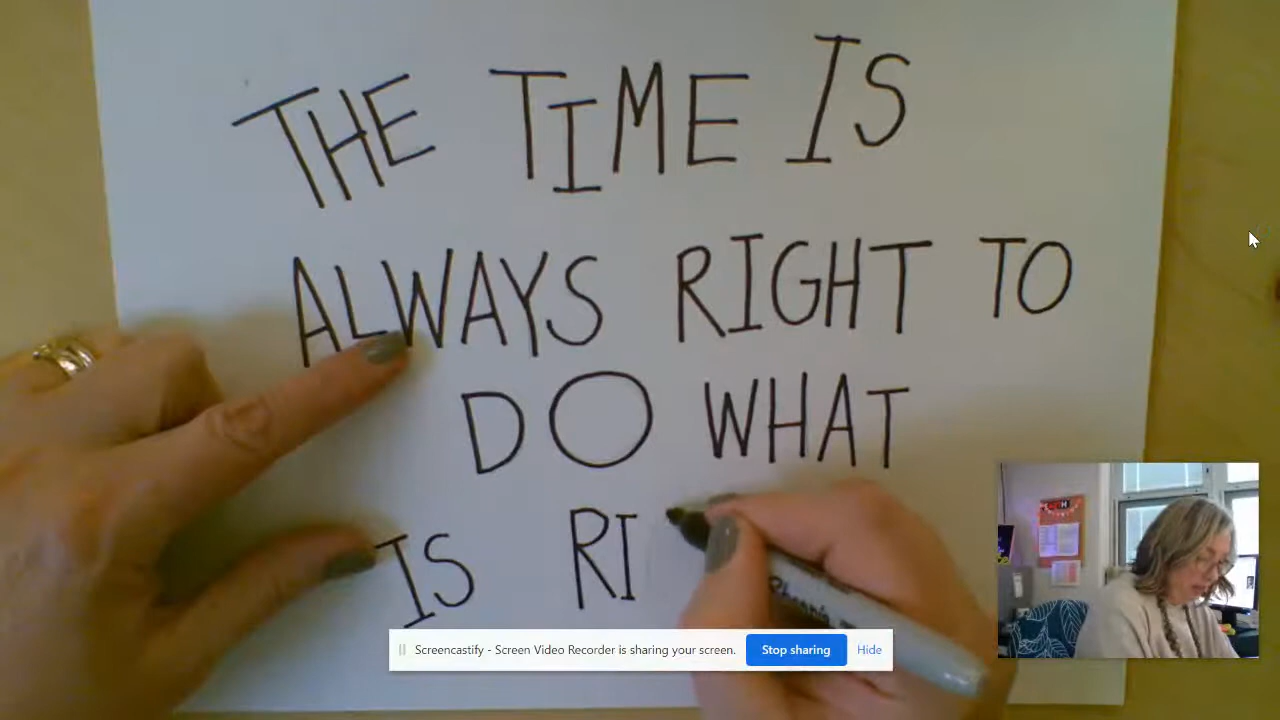 THE TIME IS
ALWAYS RIGHT TO
DO WHAT
IS RI
Screencastify - Screen Video Recorder is sharing your screen.
Stop sharing
Hide